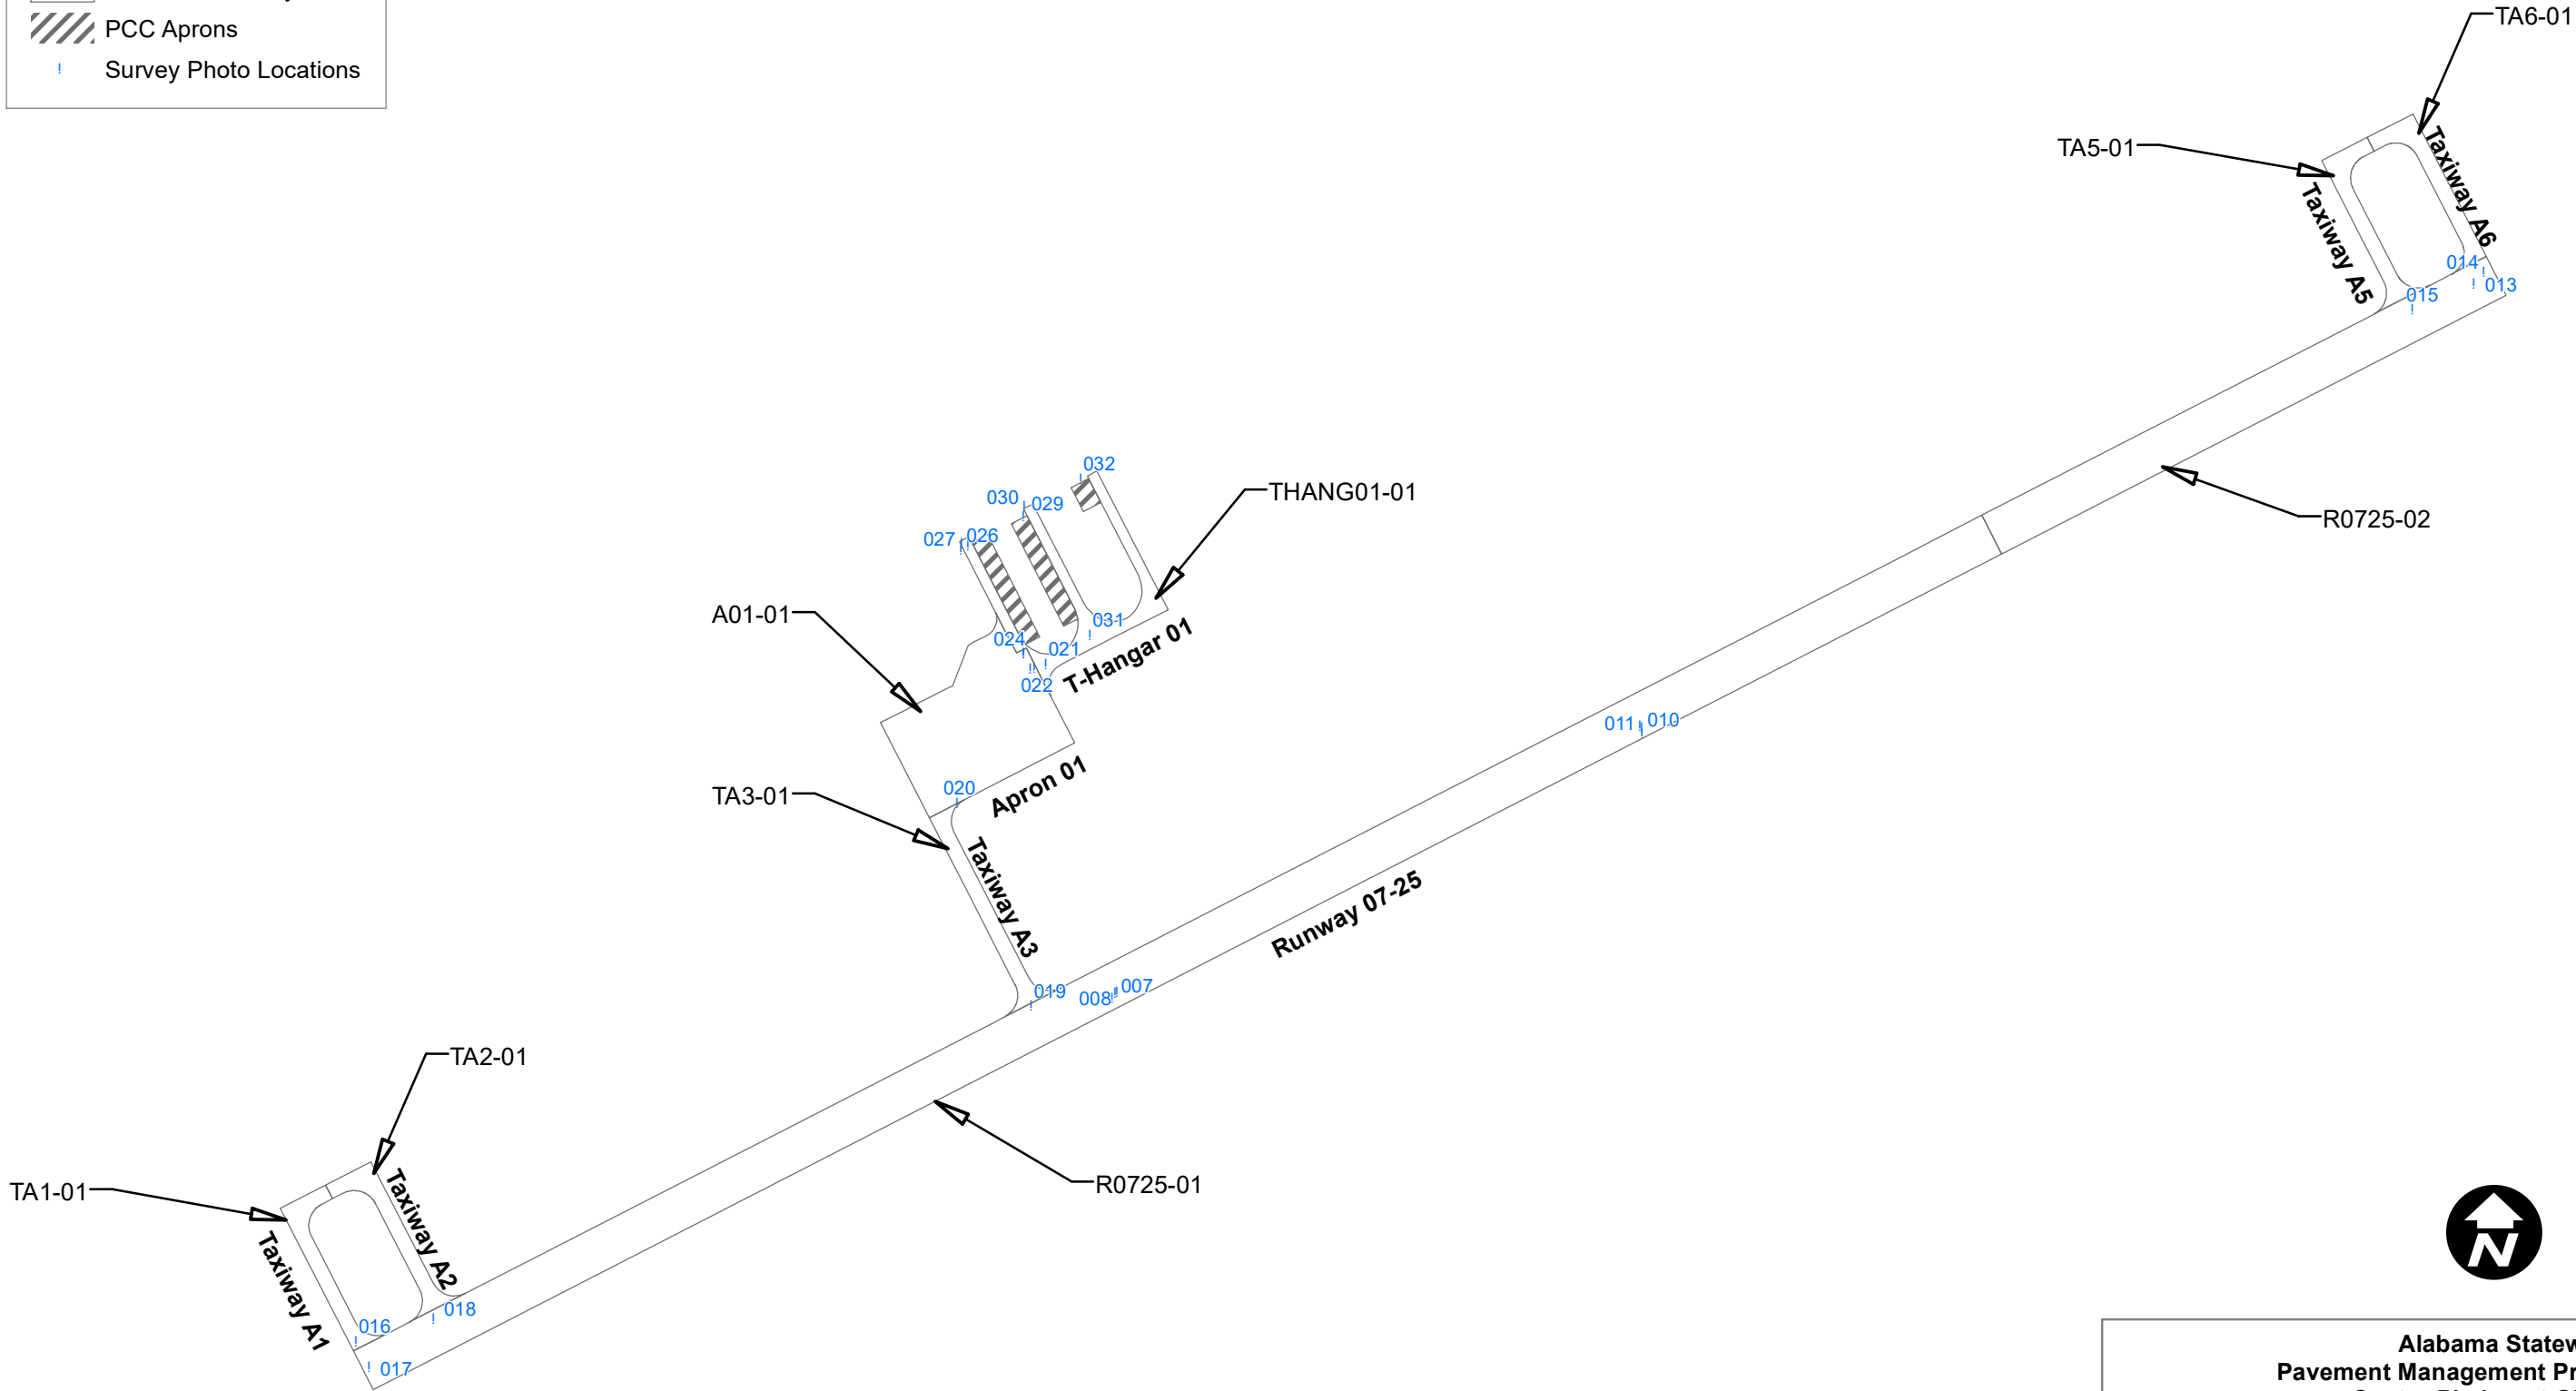 PCC Aprons
! Survey Photo Locations
TA6-01
TA5-01
Taxiway A6
Taxiway A5
014
013
015
032
030
029
THANG01-01
027
026
R0725-02
A01-01
031
024
021
T-Hangar 01
022
011
010
020
Apron 01
TA3-01
Taxiway A3
Runway 07-25
019
008
007
TA2-01
R0725-01
TA1-01
Taxiway A2
Taxiway A1
018
016
017
N
Alabama Statew
Pavement Management Pr